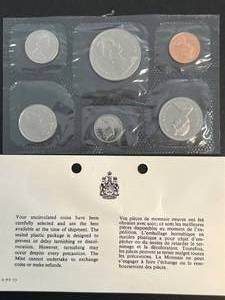 Your uncirculated coins have been
carefully selected and are the best
available at the time of shipment. The
sealed plastic package is designed to
prevent or delay tarnishing or discol-
oration. However, tarnishing may
occur despite every precaution. The
Mint cannot undertake to exchange
coins or make refunds.
Vos pièces de monnaie neuves ont été
avec soin; ce sont les meilleures
pièces disponibles au moment de l'ex-
pédition. L'emballage hermétique en
matière plastique a pour objet d'em-
pêcher ou du moins de retarder le ternis-
sage et la décoloration. Toutefois,
les pièces peuvent se ternir malgré
toutes les précautions. La Monnaie ne peut
s'engager à faire l'échange ou le rem-
boursement des pièces.